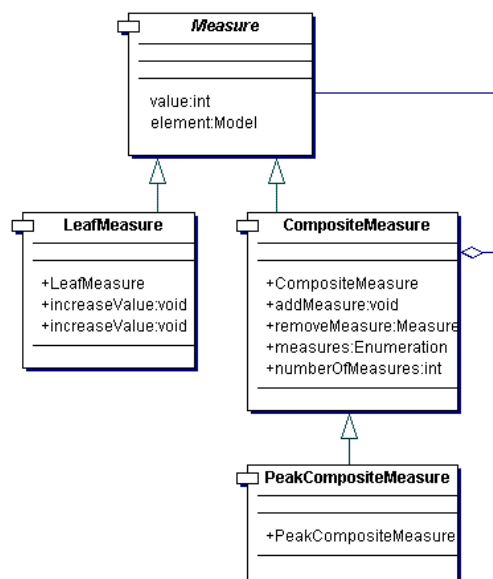 Measure
value:int
element:Model
LeafMeasure
+LeafMeasure
+increaseValue:void
+increaseValue:void
CompositeMeasure
+CompositeMeasure
+addMeasure:void
+removeMeasure:Measure
+measures:Enumeration
+numberOfMeasures:int
PeakCompositeMeasure
+PeakCompositeMeasure